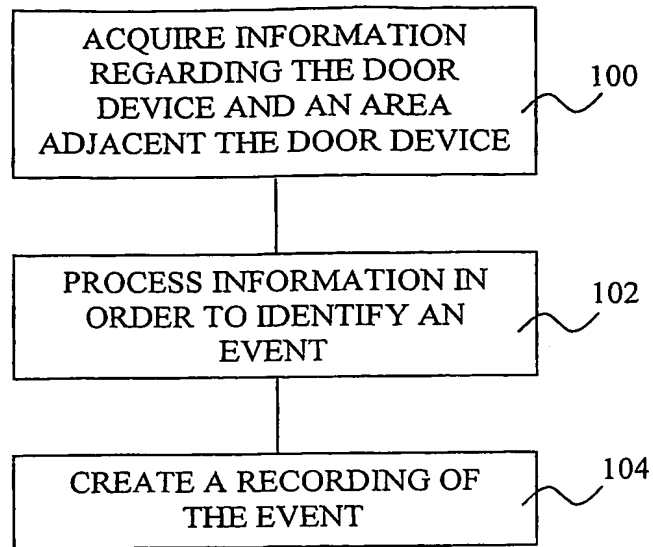 ACQUIRE INFORMATION
REGARDING THE DOOR
DEVICE AND AN AREA
ADJACENT THE DOOR DEVICE
100
PROCESS INFORMATION IN
ORDER TO IDENTIFY AN
EVENT
102
CREATE A RECORDING OF
THE EVENT
104